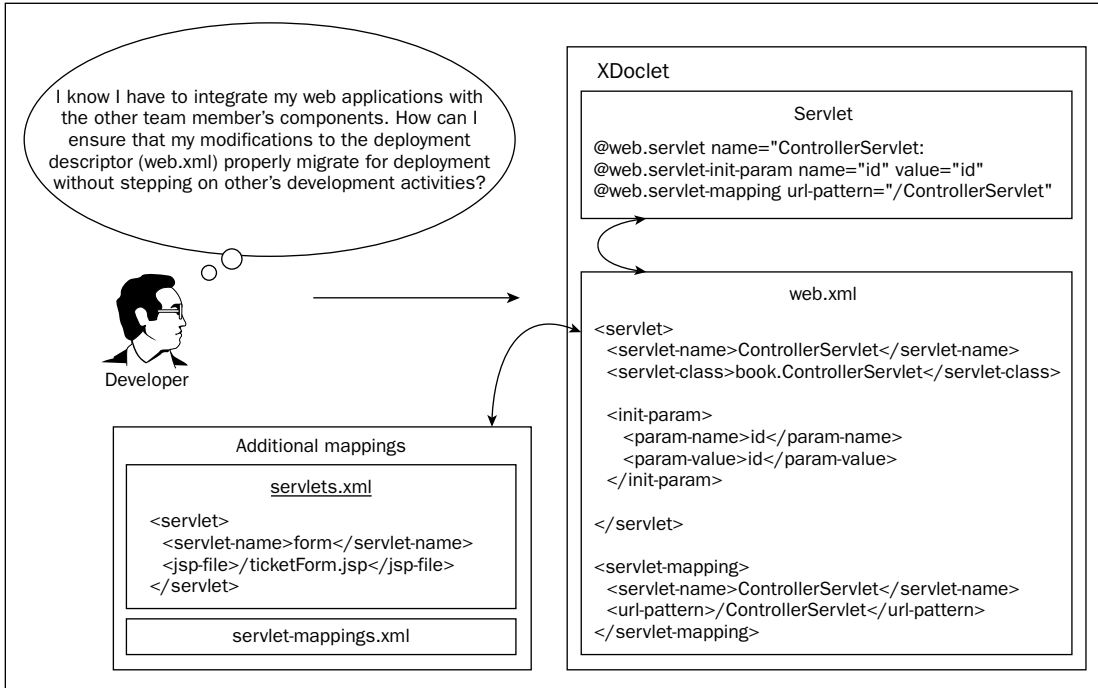 I know I have to integrate my web applications with
the other team member's components. How can I
ensure that my modifications to the deployment
descriptor (web.xml) properly migrate for deployment
without stepping on other's development activities?
Developer
Additional mappings
servlets.xml
<servlet>
<servlet-name>form</servlet-name>
<jsp-file>/ticketForm.jsp</jsp-file>
</servlet>
servlet-mappings.xml
XDoclet
Servlet
@web.servlet name="ControllerServlet:
@web.servlet-init-param name="id" value="id"
@web.servlet-mapping url-pattern="/ControllerServlet"
web.xml
<servlet>
<servlet-name>ControllerServlet</servlet-name>
<servlet-class>book.ControllerServlet</servlet-class>
<init-param>
<param-name>id</param-name>
<param-value>id</param-value>
</init-param>
</servlet>
<servlet-mapping>
<servlet-name>ControllerServlet</servlet-name>
<url-pattern>/ControllerServlet</url-pattern>
</servlet-mapping>